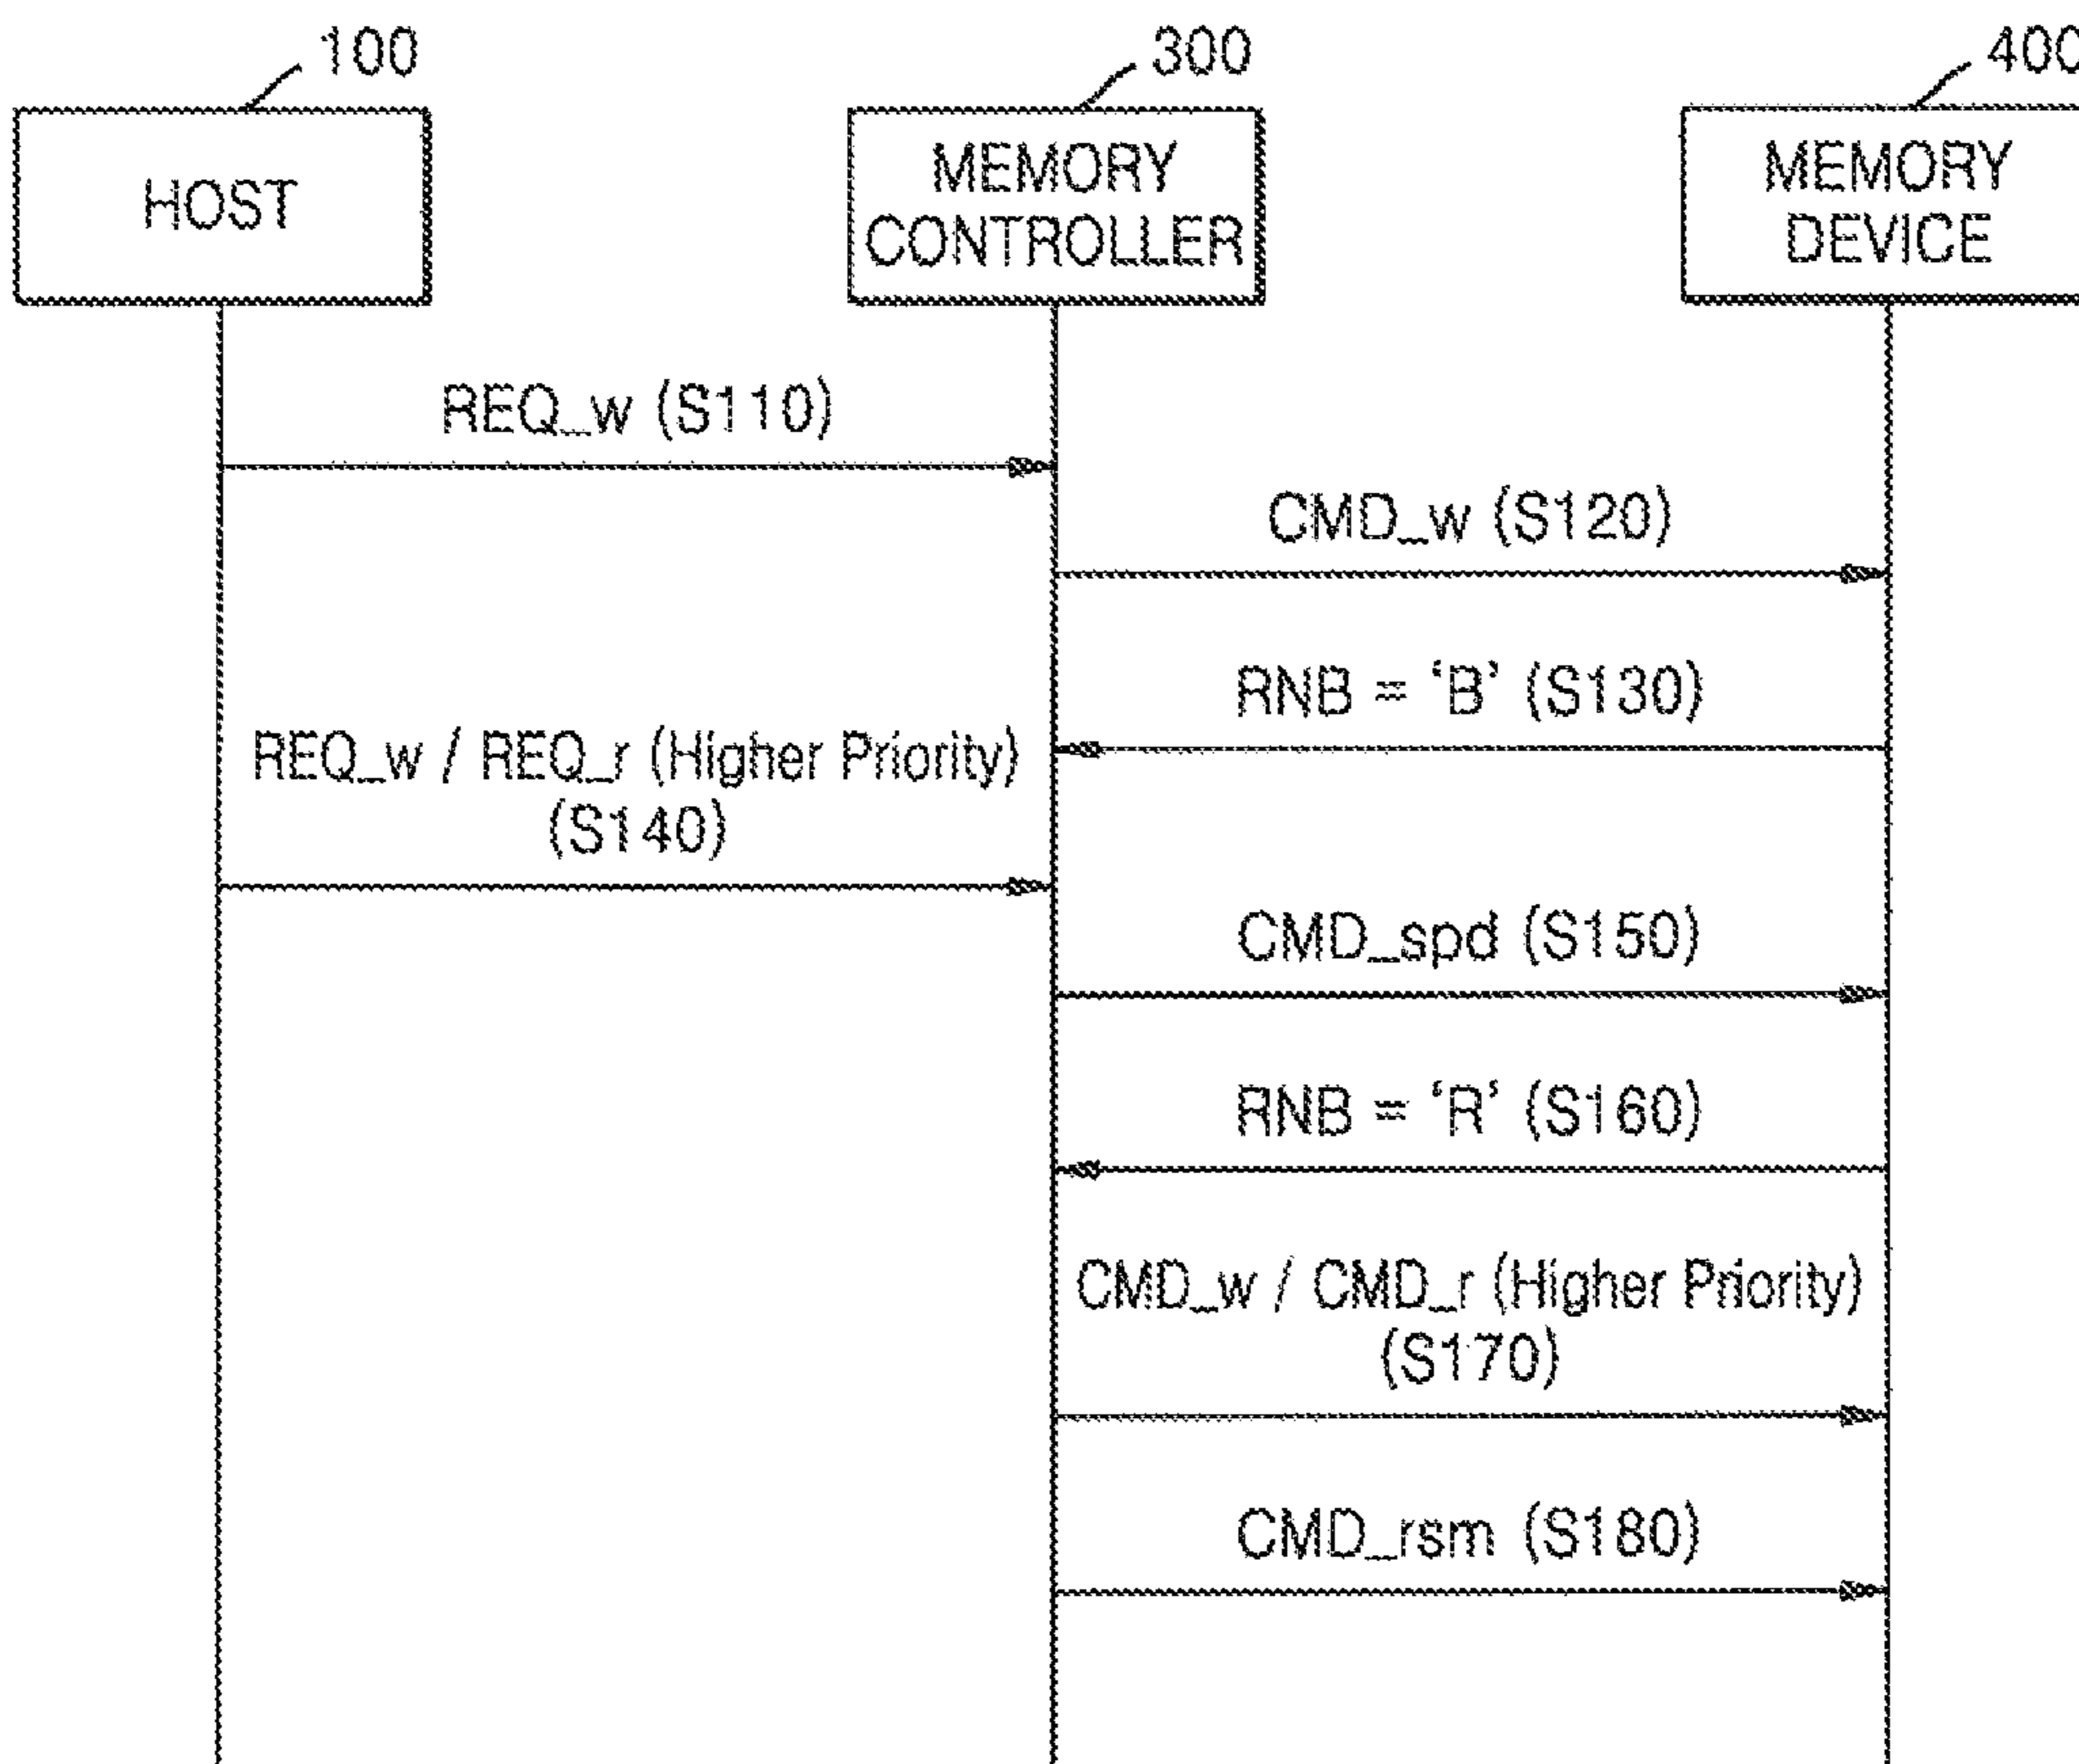 100
300
400
HOST
MEMORY
CONTROLLER
MEMORY
DEVICE
REQ_w (S110)
CMD_w (S120)
RNB = ‘B’ (S130)
REQ_w / REQ_r (Higher Priority)
(S140)
CMD_spd (S150)
RNB = ‘R’ (S160)
CMD_w / CMD_r (Higher Priority)
(S170)
CMD_rsm (S180)